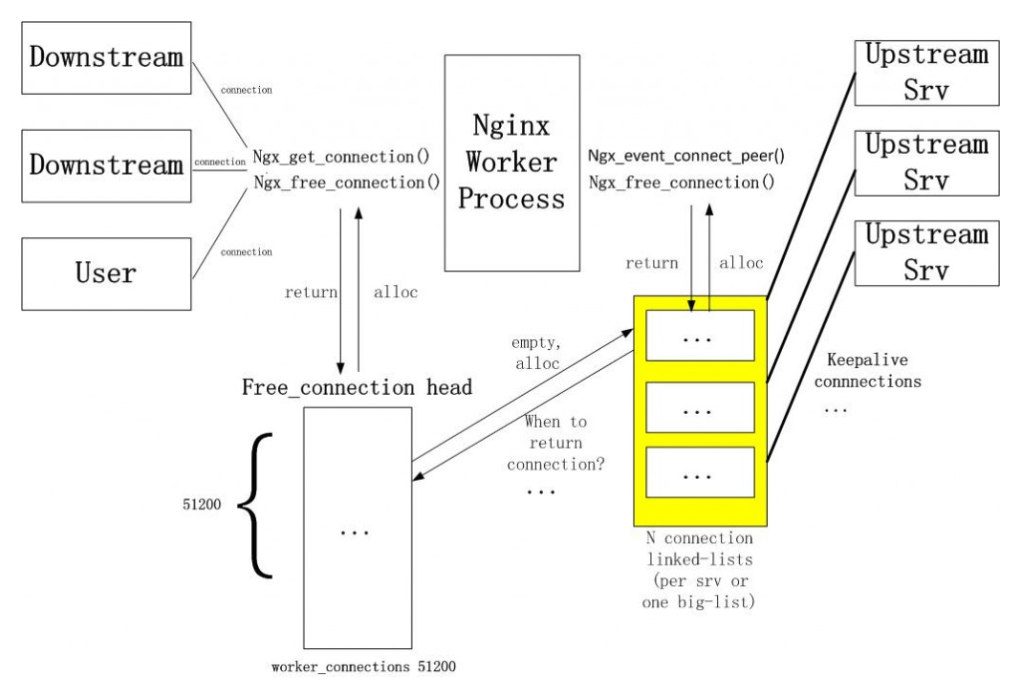 Downstream
connection
Downstream
connection
User
connection
Ngx_get_connection()
Ngx_free_connection()
Nginx
Worker
Process
Ngx_event_connect_peer()
Ngx_free_connection()
Upstream
Srv
Upstream
Srv
Upstream
Srv
return
alloc
return
alloc
Free_connection head
empty,
alloc
When to
return
connection?
...
...
...
...
Keepalive
connnections
...
51200
...
N connection
linked-lists
(per srv or
one big-list)
worker_connections 51200